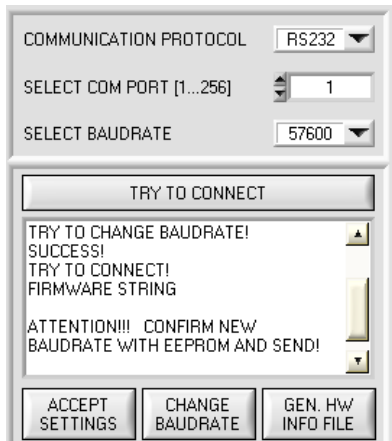 COMMUNICATION PROTOCOL RS232
SELECT COM PORT [1...256] 1
SELECT BAUDRATE 57600
TRY TO CONNECT
TRY TO CHANGE BAUDRATE!
SUCCESS!
TRY TO CONNECT!
FIRMWARE STRING
ATTENTION!!! CONFIRM NEW
BAUDRATE WITH EEPROM AND SEND!
ACCEPT
SETTINGS
CHANGE
BAUDRATE
GEN. HW
INFO FILE